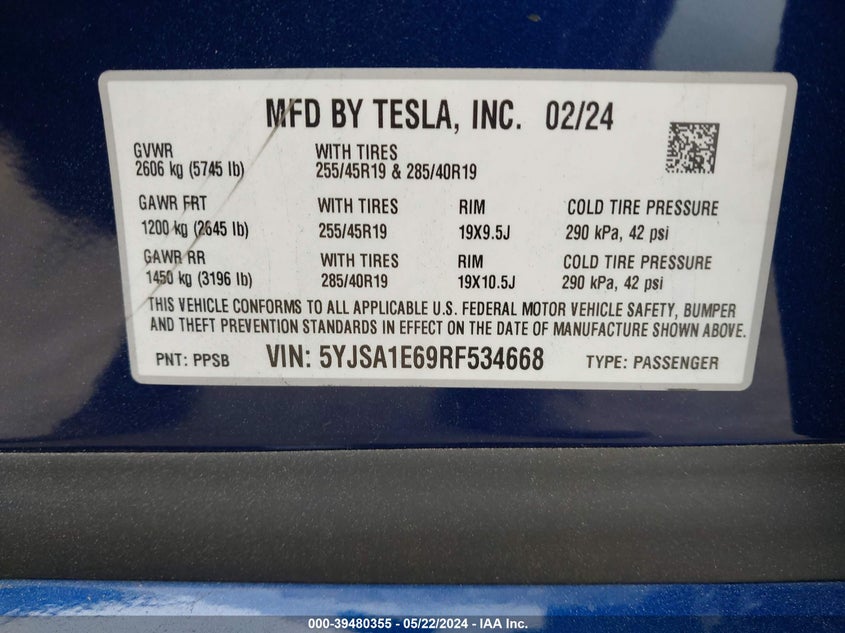 MFD BY TESLA, INC. 02/24
GVWR
2606 kg (5745 lb)
WITH TIRES
255/45R19 & 285/40R19
GAWR FRT WITH TIRES RIM COLD TIRE PRESSURE
1200 kg (2645 lb) 255/45R19 19X9.5J 290 kPa, 42 psi
GAWR RR WITH TIRES RIM COLD TIRE PRESSURE
1450 kg (3196 lb) 285/40R19 19X10.5J 290 kPa, 42 psi
THIS VEHICLE CONFORMS TO ALL APPLICABLE U.S. FEDERAL MOTOR VEHICLE SAFETY, BUMPER
AND THEFT PREVENTION STANDARDS IN EFFECT ON THE DATE OF MANUFACTURE SHOWN ABOVE.
PNT: PPSB VIN: 5YJSA1E69RF534668 TYPE: PASSENGER
000-39480355 - 05/22/2024 - IAA Inc.